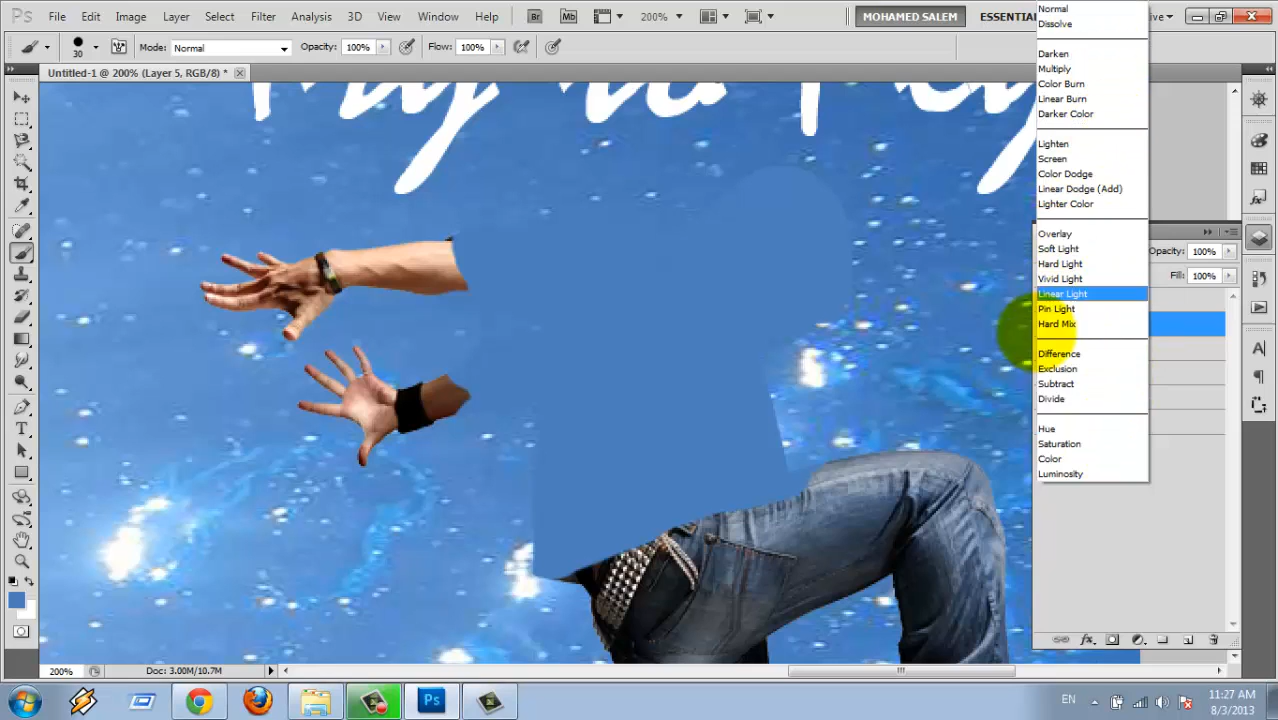 Ps File Edit Image Layer Select Filter Analysis 3D View Window Help Br Mb 200% MOHAMED SALEM ESSENTIA
30 Mode: Normal Opacity: 100% Flow: 100%
Untitled-1 @ 200% (Layer 5, RGB/8) *
Normal
Dissolve
Darken
Multiply
Color Burn
Linear Burn
Darker Color
Lighten
Screen
Color Dodge
Linear Dodge (Add)
Lighter Color
Overlay
Soft Light
Hard Light
Vivid Light
Linear Light
Pin Light
Hard Mix
Difference
Exclusion
Subtract
Divide
Hue
Saturation
Color
Luminosity
Opacity: 100%
Fill: 100%
200% Doc: 3.00M/10.7M
Ps EN 11:27 AM
8/3/2013